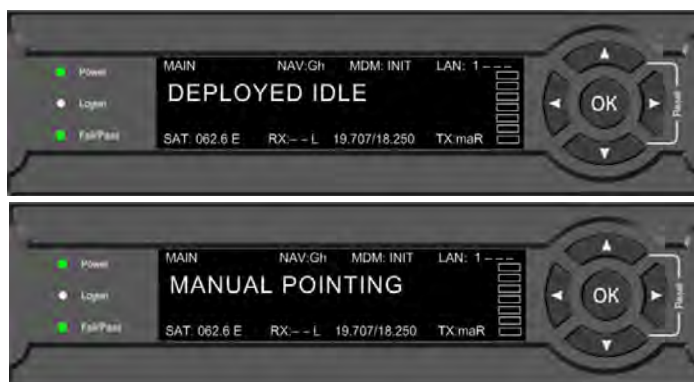 MAIN NAV:Gh MDM: INIT LAN: 1 – – –
Power
DEPLOYED IDLE
Logon
OK
Reset
Fail/Pass
SAT: 062.6 E RX:– – L 19.707/18.250 TX:maR
MAIN NAV:Gh MDM: INIT LAN: 1 – – –
Power
MANUAL POINTING
Logon
OK
Reset
Fail/Pass
SAT: 062.6 E RX:– – L 19.707/18.250 TX:maR